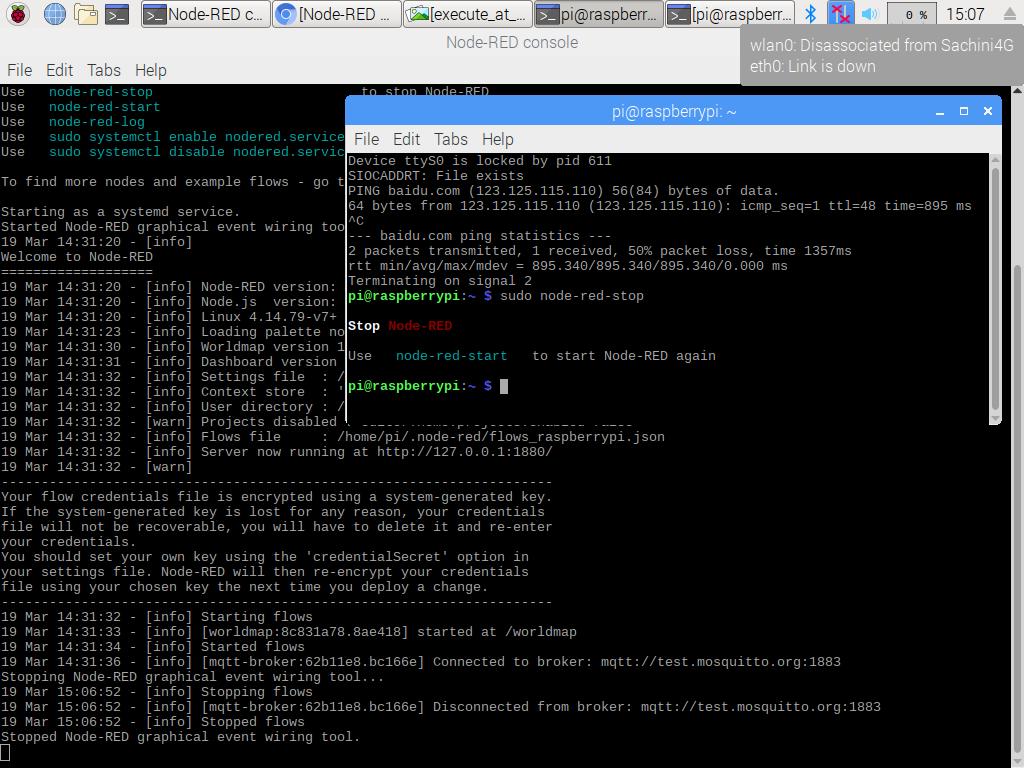 Node-RED c...
[Node-RED ...
[execute_at_...
pi@raspberr...
[pi@raspberr...
0 %
15:07
Node-RED console
wlan0: Disassociated from Sachini4G
eth0: Link is down
File Edit Tabs Help
Use node-red-stop to stop Node-RED
Use node-red-start
Use node-red-log
Use sudo systemctl enable nodered.service
Use sudo systemctl disable nodered.servic
To find more nodes and example flows - go t
Starting as a systemd service.
Started Node-RED graphical event wiring too
19 Mar 14:31:20 - [info]
Welcome to Node-RED
===================
19 Mar 14:31:20 - [info] Node-RED version:
19 Mar 14:31:20 - [info] Node.js version:
19 Mar 14:31:20 - [info] Linux 4.14.79-v7+
19 Mar 14:31:23 - [info] Loading palette no
19 Mar 14:31:30 - [info] Worldmap version 1
19 Mar 14:31:31 - [info] Dashboard version
19 Mar 14:31:32 - [info] Settings file : /
19 Mar 14:31:32 - [info] Context store : '
19 Mar 14:31:32 - [info] User directory : /
19 Mar 14:31:32 - [warn] Projects disabled
19 Mar 14:31:32 - [info] Flows file : /home/pi/.node-red/flows_raspberrypi.json
19 Mar 14:31:32 - [info] Server now running at http://127.0.0.1:1880/
19 Mar 14:31:32 - [warn]
---------------------------------------------------------------------
Your flow credentials file is encrypted using a system-generated key.
If the system-generated key is lost for any reason, your credentials
file will not be recoverable, you will have to delete it and re-enter
your credentials.
You should set your own key using the 'credentialSecret' option in
your settings file. Node-RED will then re-encrypt your credentials
file using your chosen key the next time you deploy a change.
---------------------------------------------------------------------
19 Mar 14:31:32 - [info] Starting flows
19 Mar 14:31:33 - [info] [worldmap:8c831a78.8ae418] started at /worldmap
19 Mar 14:31:34 - [info] Started flows
19 Mar 14:31:36 - [info] [mqtt-broker:62b11e8.bc166e] Connected to broker: mqtt://test.mosquitto.org:1883
Stopping Node-RED graphical event wiring tool...
19 Mar 15:06:52 - [info] Stopping flows
19 Mar 15:06:52 - [info] [mqtt-broker:62b11e8.bc166e] Disconnected from broker: mqtt://test.mosquitto.org:1883
19 Mar 15:06:52 - [info] Stopped flows
Stopped Node-RED graphical event wiring tool.
pi@raspberrypi: ~
File Edit Tabs Help
Device ttyS0 is locked by pid 611
SIOCADDRT: File exists
PING baidu.com (123.125.115.110) 56(84) bytes of data.
64 bytes from 123.125.115.110 (123.125.115.110): icmp_seq=1 ttl=48 time=895 ms
^C
--- baidu.com ping statistics ---
2 packets transmitted, 1 received, 50% packet loss, time 1357ms
rtt min/avg/max/mdev = 895.340/895.340/895.340/0.000 ms
Terminating on signal 2
pi@raspberrypi:~ $ sudo node-red-stop
Stop Node-RED
Use node-red-start to start Node-RED again
pi@raspberrypi:~ $